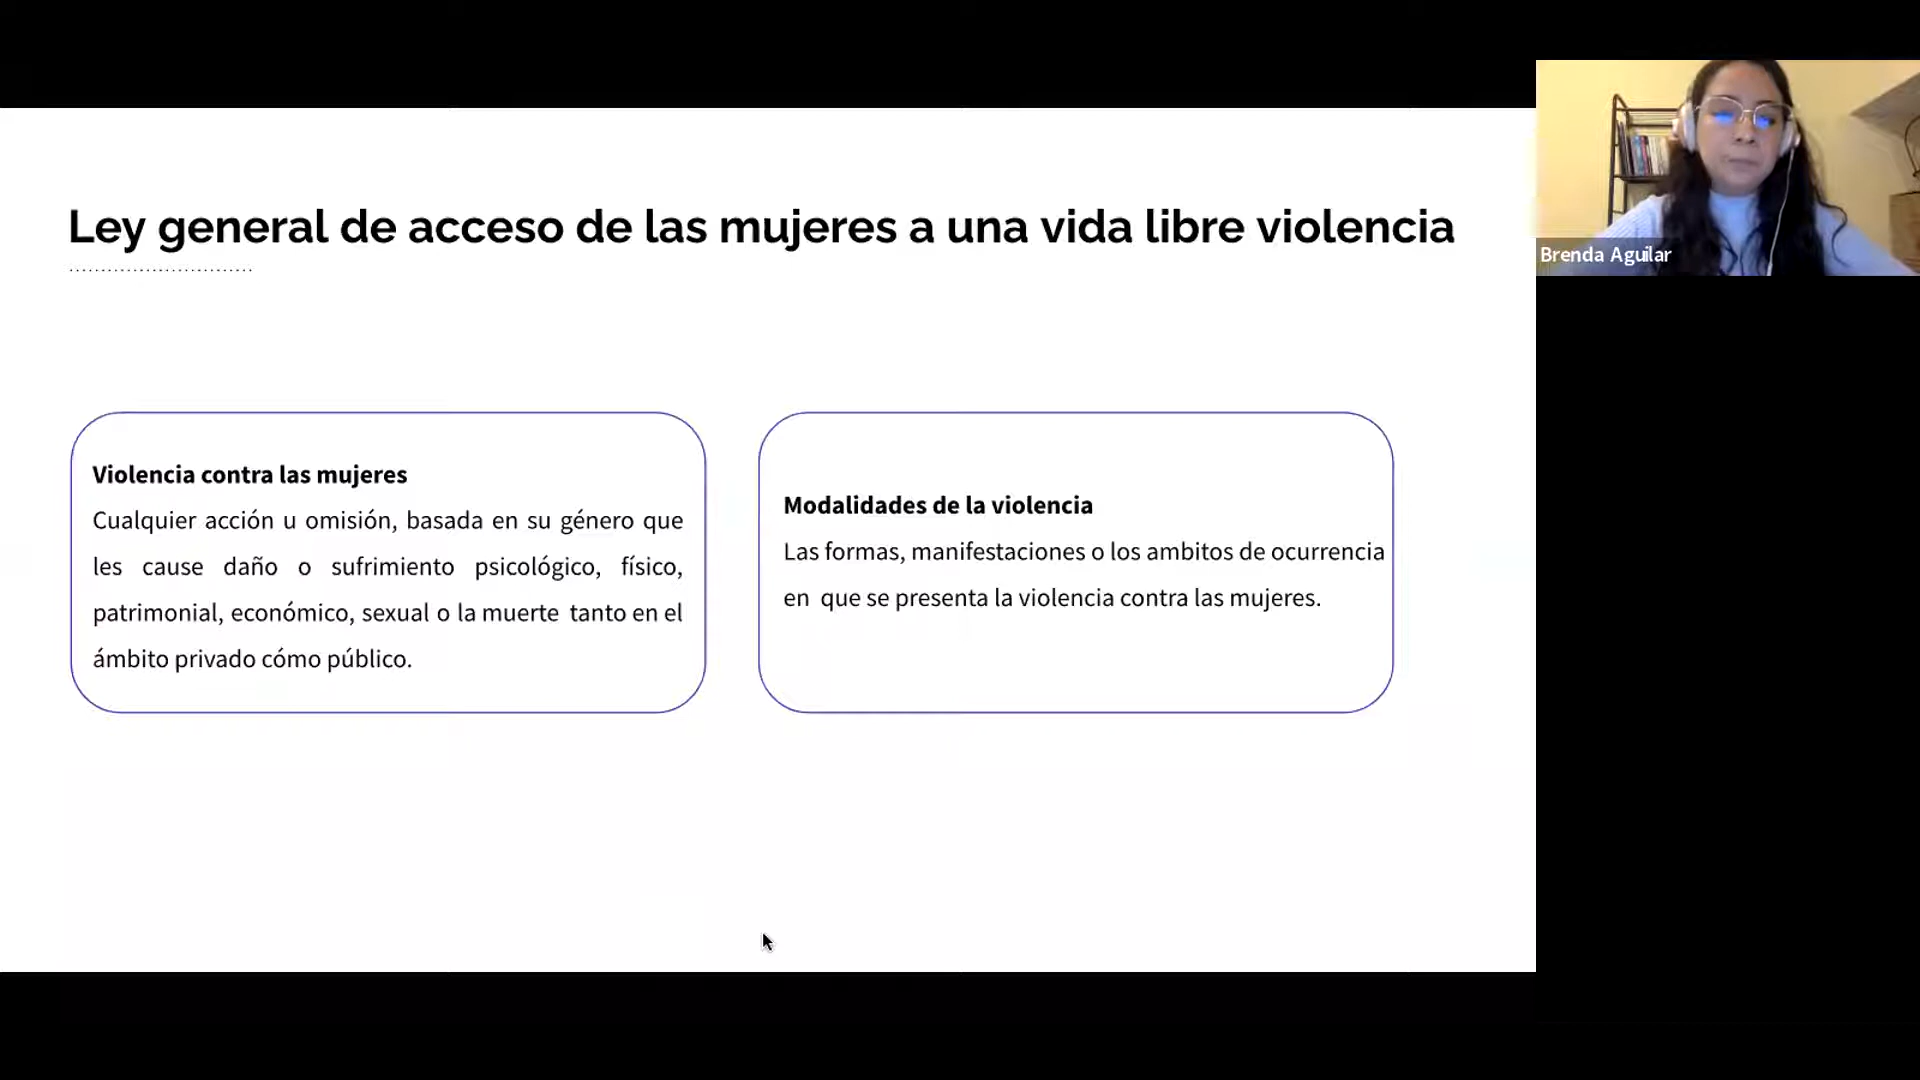 Ley general de acceso de las mujeres a una vida libre violencia
Violencia contra las mujeres
Cualquier acción u omisión, basada en su género que
les cause daño o sufrimiento psicológico, físico,
patrimonial, económico, sexual o la muerte tanto en el
ámbito privado cómo público.
Modalidades de la violencia
Las formas, manifestaciones o los ambitos de ocurrencia
en que se presenta la violencia contra las mujeres.
Brenda Aguilar